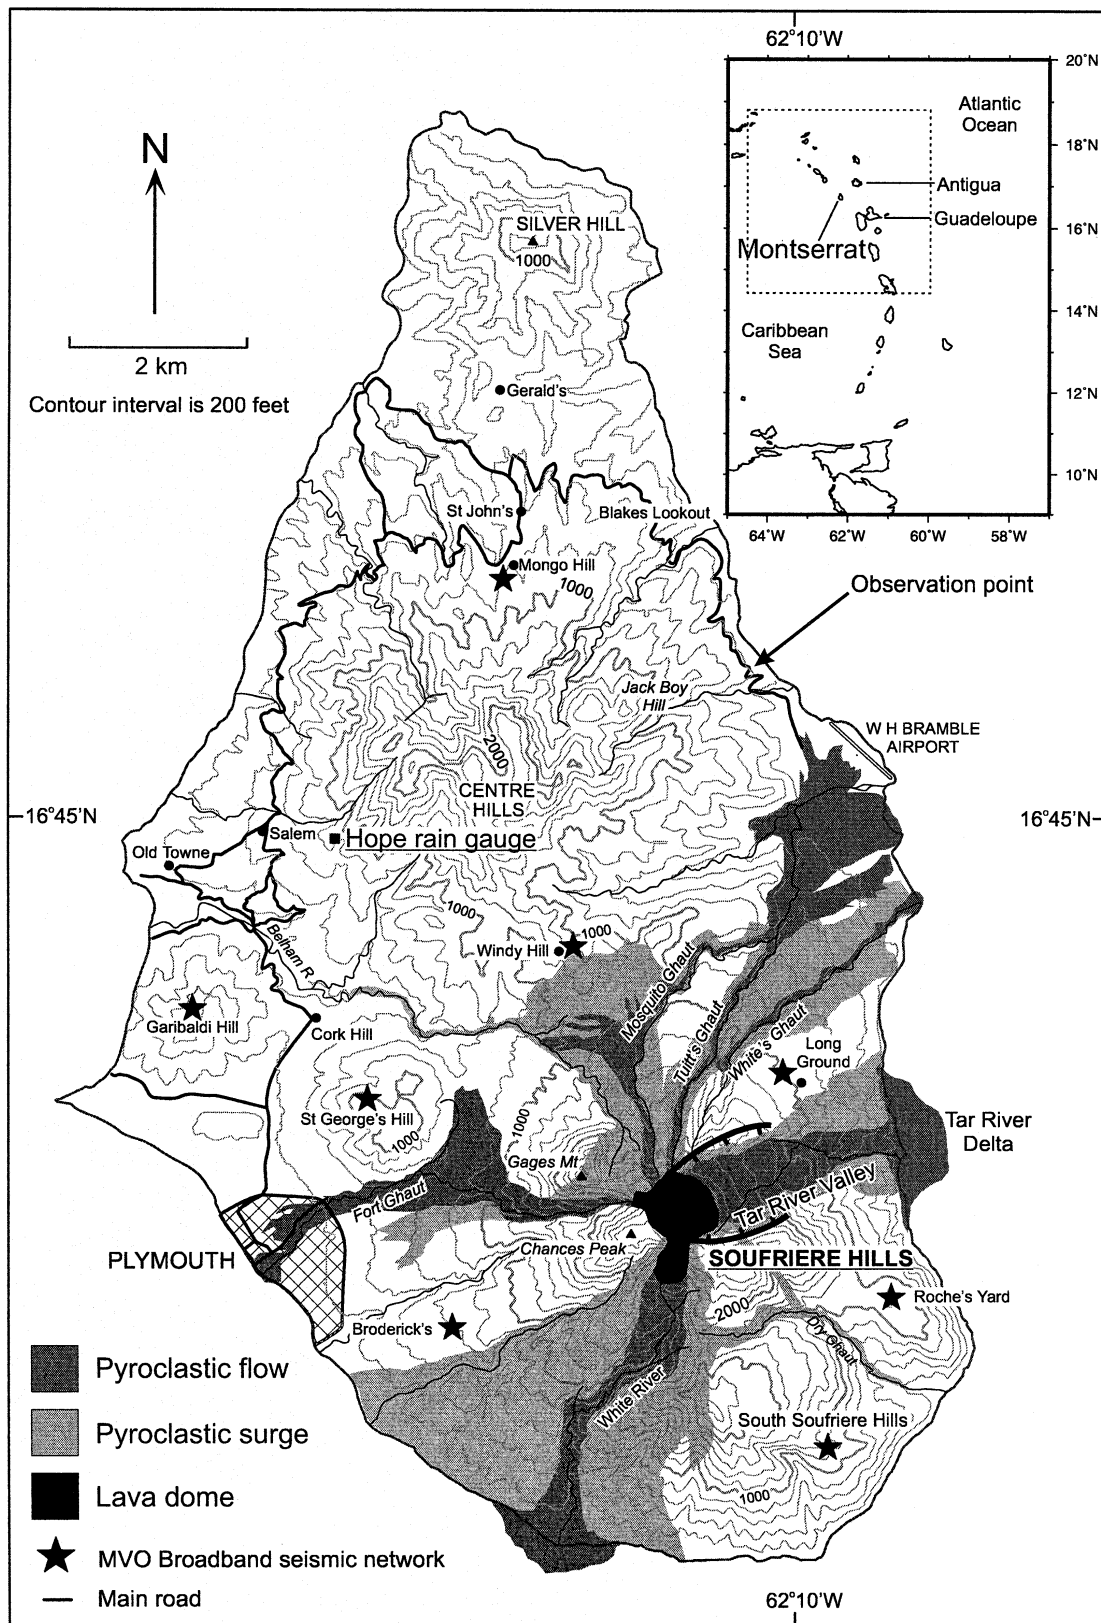 62°10'W
20°N
Atlantic
Ocean
18°N
Antigua
Guadeloupe
16°N
Montserrat
14°N
Caribbean
Sea
12°N
10°N
64°W 62°W 60°W 58°W
N
2 km
Contour interval is 200 feet
SILVER HILL
1000
Gerald's
St John's
Blakes Lookout
Mongo Hill
1000
Observation point
Jack Boy
Hill
W H BRAMBLE
AIRPORT
2000
CENTRE
HILLS
16°45'N
16°45'N
Salem
Hope rain gauge
Old Towne
1000
1000
Windy Hill
Belham R
Mosquito Ghaut
Garibaldi Hill
Cork Hill
Tuitt's Ghaut
White's Ghaut
Long
Ground
St George's Hill
1000
1000
Tar River
Delta
Gages Mt
Fort Ghaut
Tar River Valley
Chances Peak
SOUFRIERE HILLS
PLYMOUTH
Roche's Yard
2000
Broderick's
Dry Ghaut
White River
South Soufriere Hills
1000
Pyroclastic flow
Pyroclastic surge
Lava dome
MVO Broadband seismic network
Main road
62°10'W